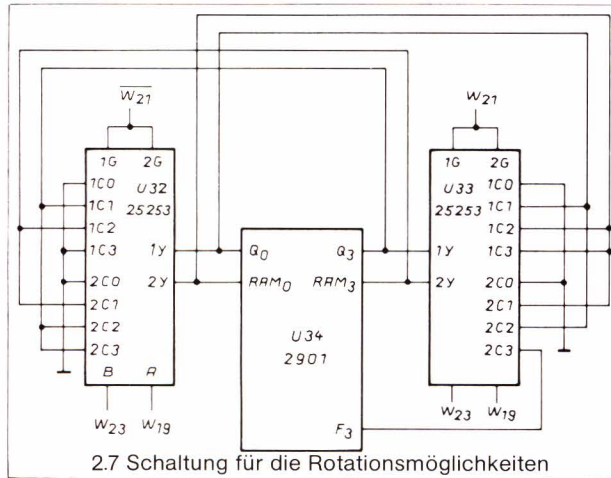 W21 W21
1G 2G 1G 2G
1C0 U32 U33 1C0
1C1 25253 25253 1C1
1C2 1C2
1C3 1Y Q0 Q3 1Y 1C3
2C0 2Y RAM0 RAM3 2Y 2C0
2C1 2C1
2C2 U34 2C2
2C3 2901 2C3
B A
W23 W19 F3 W23 W19
2.7 Schaltung für die Rotationsmöglichkeiten